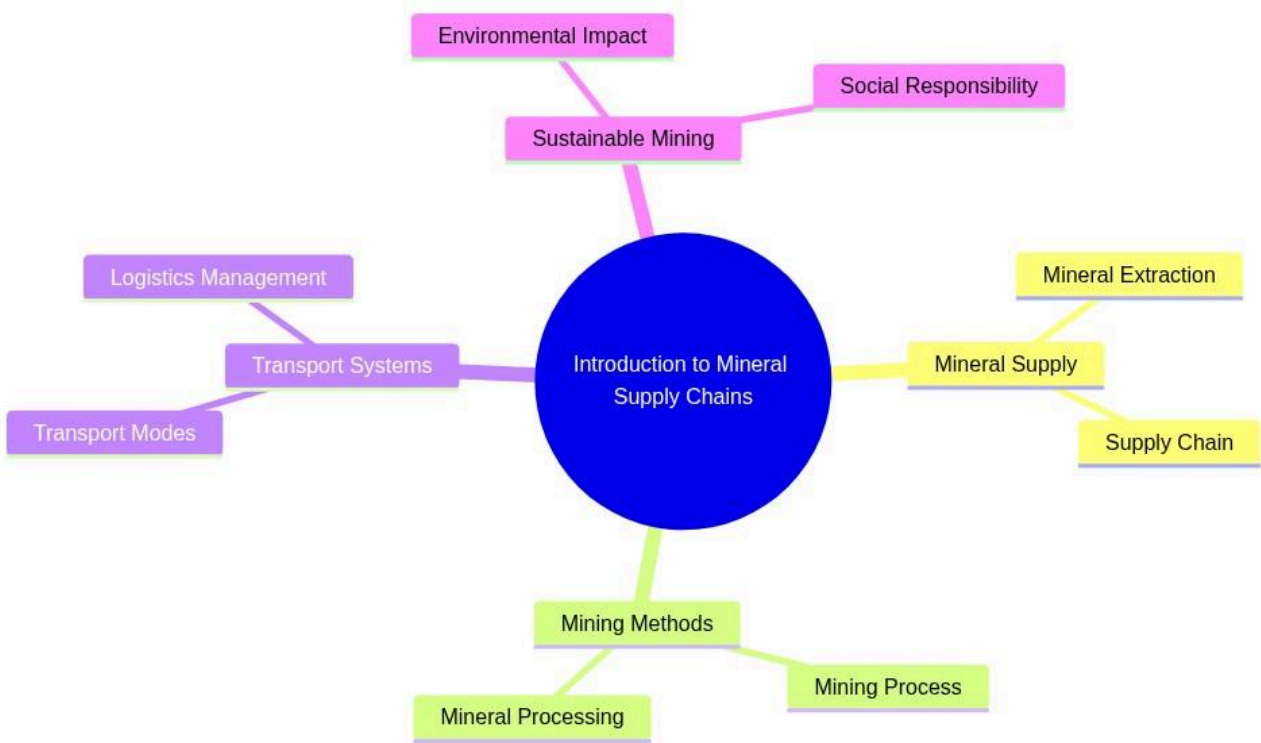 Environmental Impact
Social Responsibility
Sustainable Mining
Logistics Management
Transport Systems
Transport Modes
Introduction to Mineral
Supply Chains
Mineral Extraction
Mineral Supply
Supply Chain
Mining Methods
Mining Process
Mineral Processing